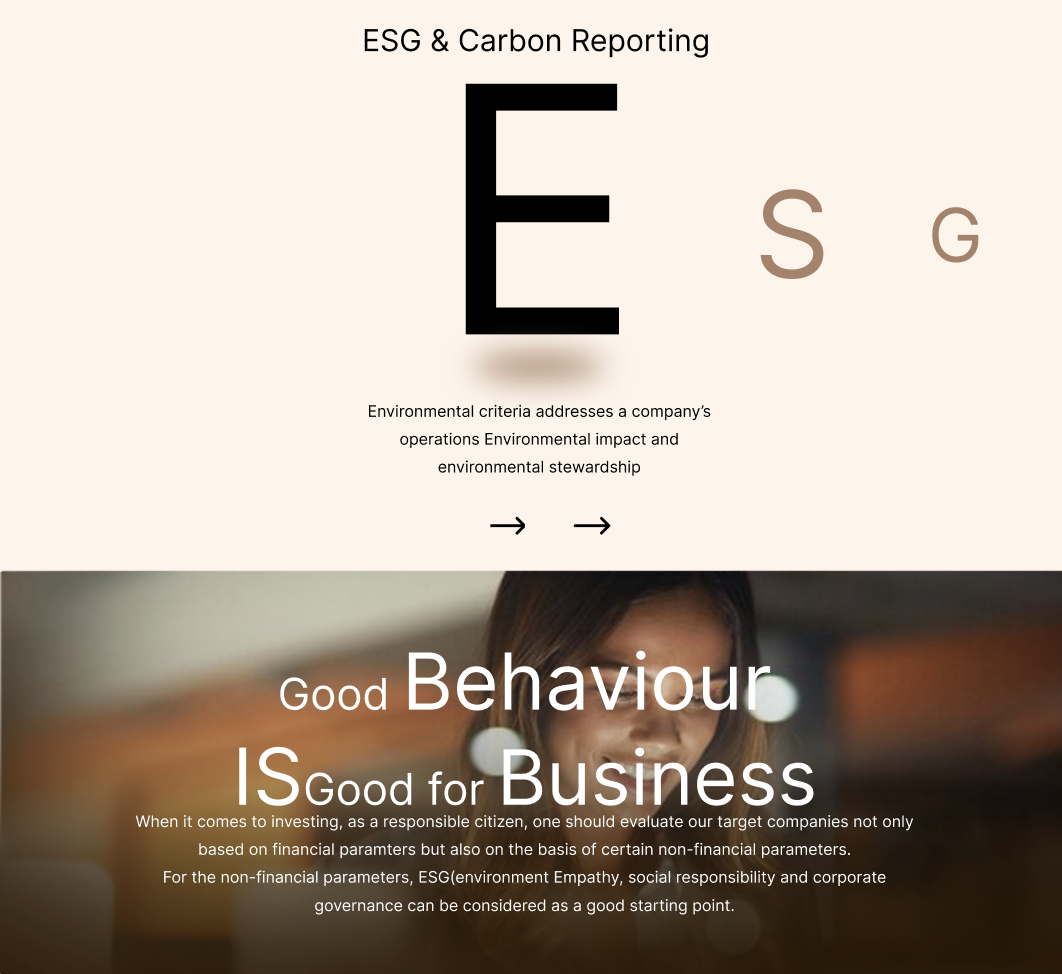 ESG & Carbon Reporting
E S G
Environmental criteria addresses a company’s
operations Environmental impact and
environmental stewardship
Good Behaviour
ISGood for Business
When it comes to investing, as a responsible citizen, one should evaluate our target companies not only
based on financial paramters but also on the basis of certain non-financial parameters.
For the non-financial parameters, ESG(environment Empathy, social responsibility and corporate
governance can be considered as a good starting point.